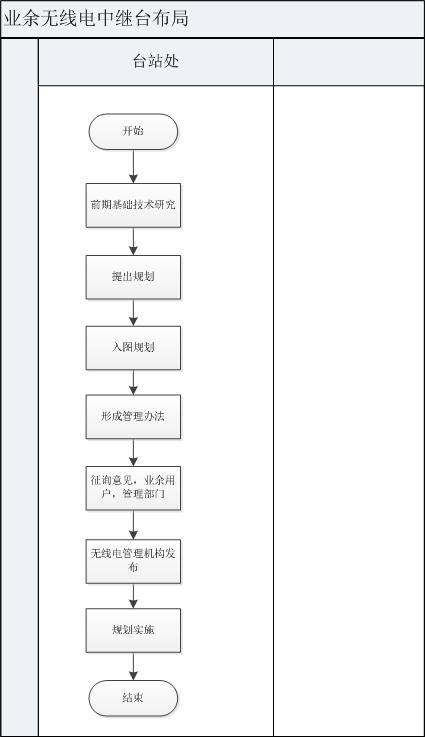 业余无线电中继台布局
台站处
开始
前期基础技术研究
提出规划
入图规划
形成管理办法
征询意见，业余用
户，管理部门
无线电管理机构发
布
规划实施
结束